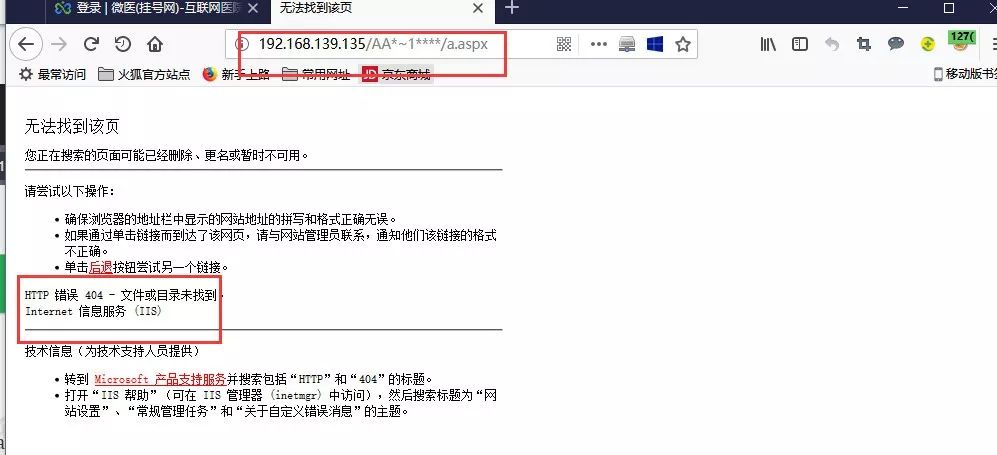 登录 | 微医(挂号网)-互联网医院
无法找到该页
192.168.139.135/AA*~1****/a.aspx
127(
最常访问 火狐官方站点 新手上路 常用网址 JD 京东商城 移动版书签
无法找到该页
您正在搜索的页面可能已经删除、更名或暂时不可用。
请尝试以下操作：
• 确保浏览器的地址栏中显示的网站地址的拼写和格式正确无误。
• 如果通过单击链接而到达了该网页，请与网站管理员联系，通知他们该链接的格式
不正确。
• 单击后退按钮尝试另一个链接。
HTTP 错误 404 - 文件或目录未找到。
Internet 信息服务 (IIS)
技术信息（为技术支持人员提供）
• 转到 Microsoft 产品支持服务并搜索包括“HTTP”和“404”的标题。
• 打开“IIS 帮助”（可在 IIS 管理器 (inetmgr) 中访问），然后搜索标题为“网
站设置”、“常规管理任务”和“关于自定义错误消息”的主题。